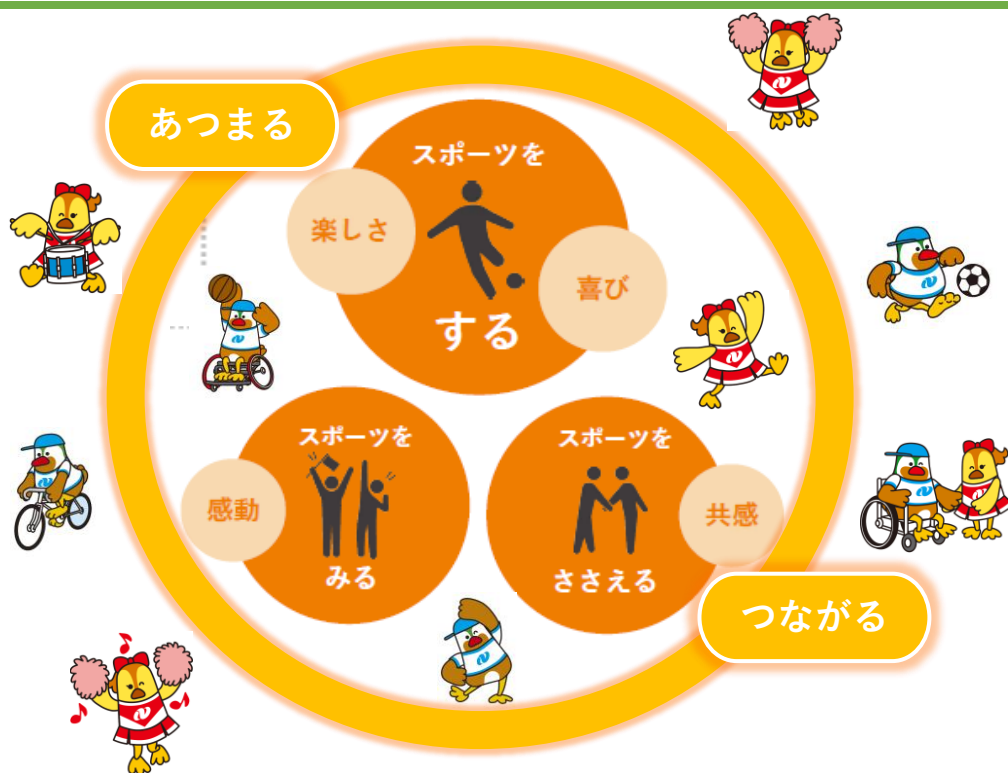 あつまる
スポーツを
楽しさ
喜び
する
スポーツを
感動
みる
スポーツを
共感
ささえる
つながる